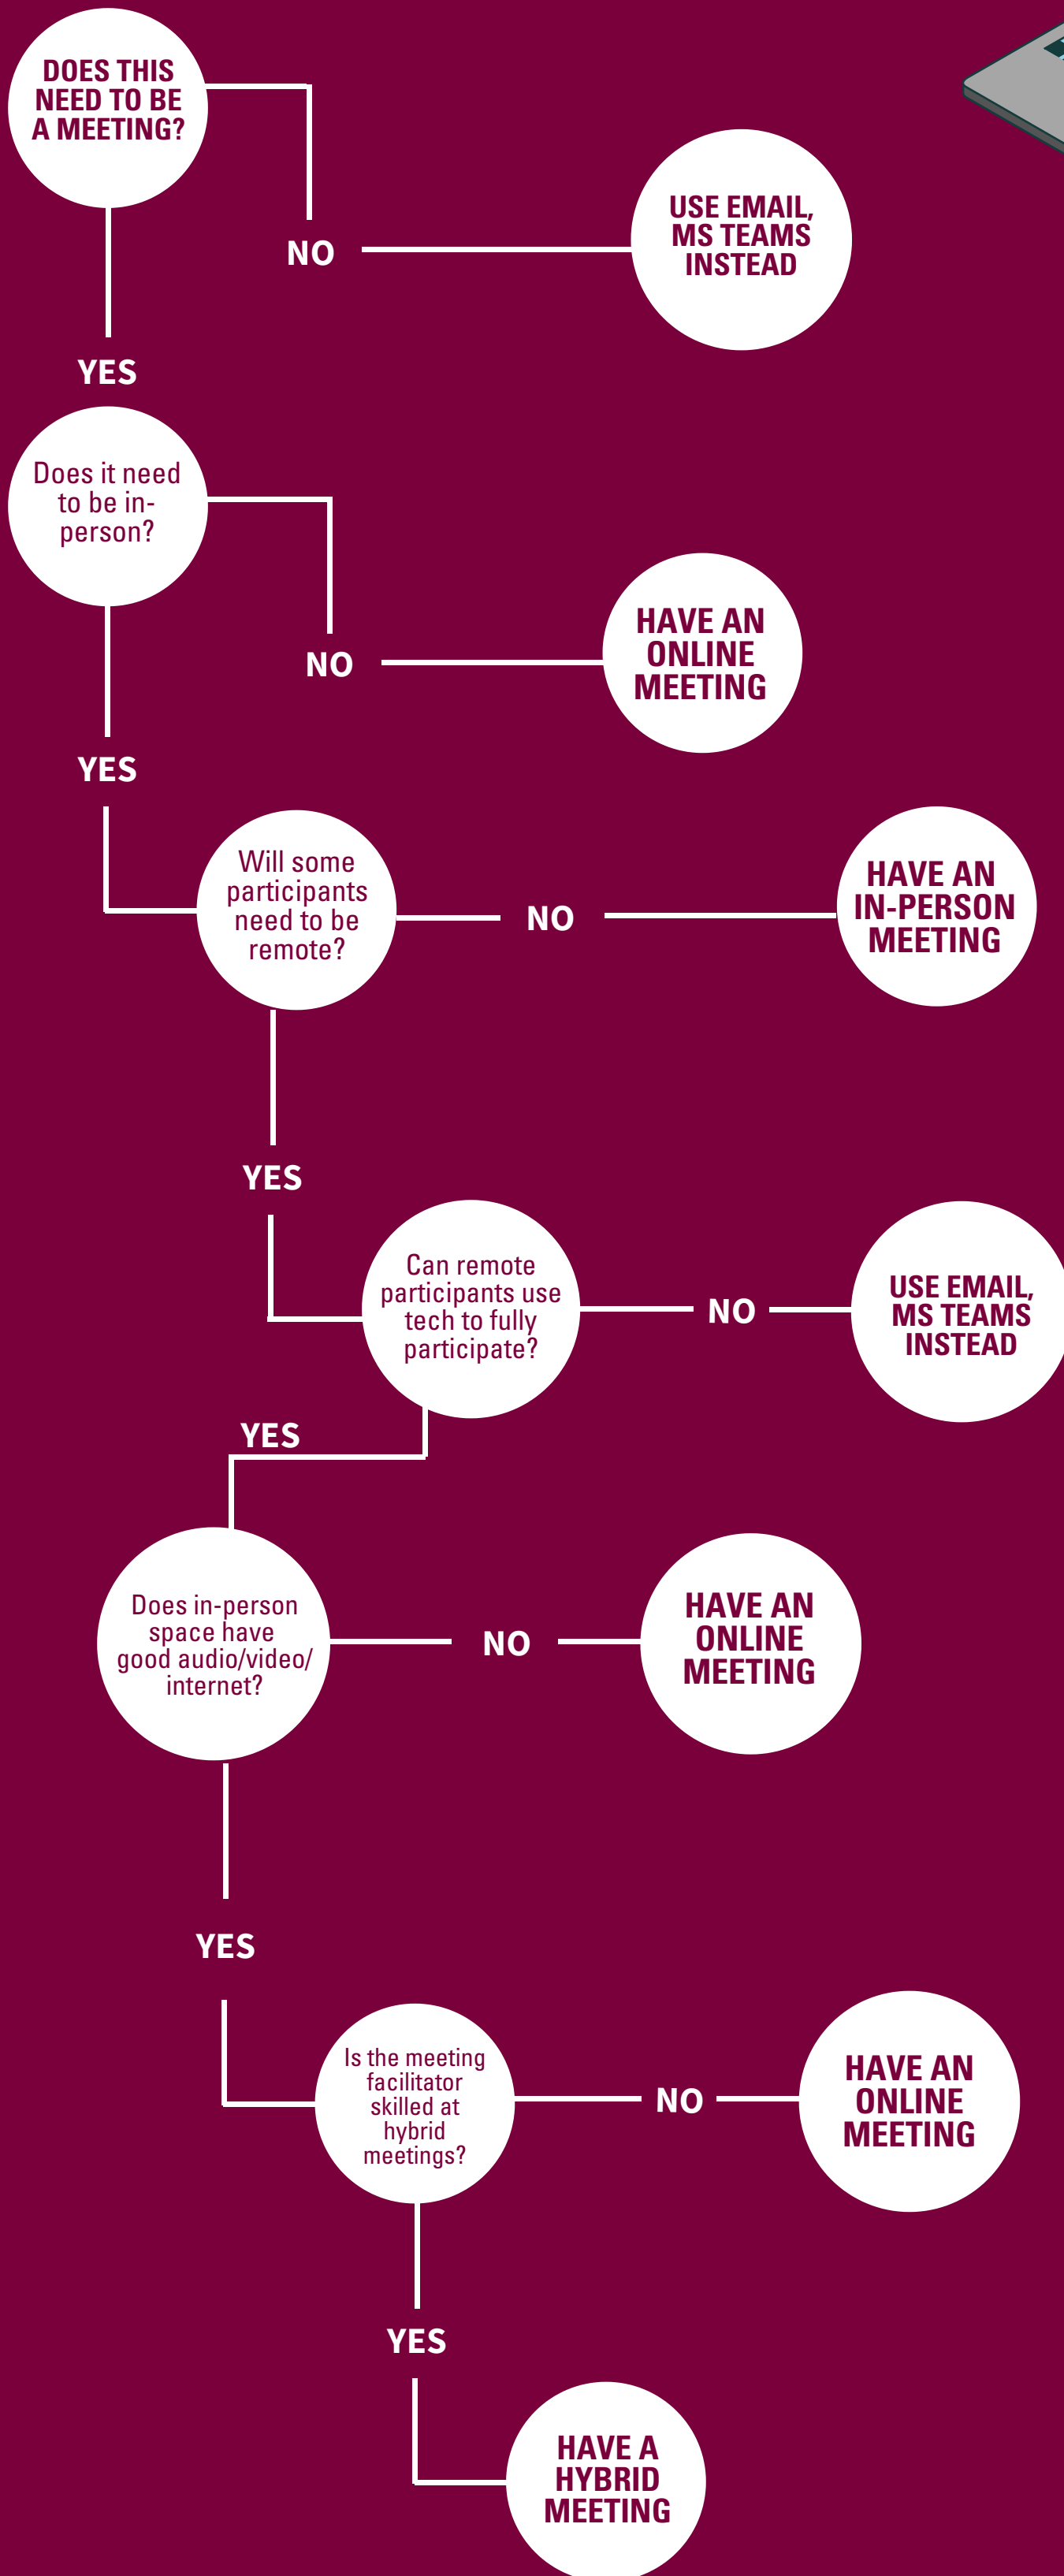 DOES THIS
NEED TO BE
A MEETING?
NO
USE EMAIL,
MS TEAMS
INSTEAD
YES
Does it need
to be in-
person?
NO
HAVE AN
ONLINE
MEETING
YES
Will some
participants
need to be
remote?
NO
HAVE AN
IN-PERSON
MEETING
YES
Can remote
participants use
tech to fully
participate?
NO
USE EMAIL,
MS TEAMS
INSTEAD
YES
Does in-person
space have
good audio/video/
internet?
NO
HAVE AN
ONLINE
MEETING
YES
Is the meeting
facilitator
skilled at
hybrid
meetings?
NO
HAVE AN
ONLINE
MEETING
YES
HAVE A
HYBRID
MEETING